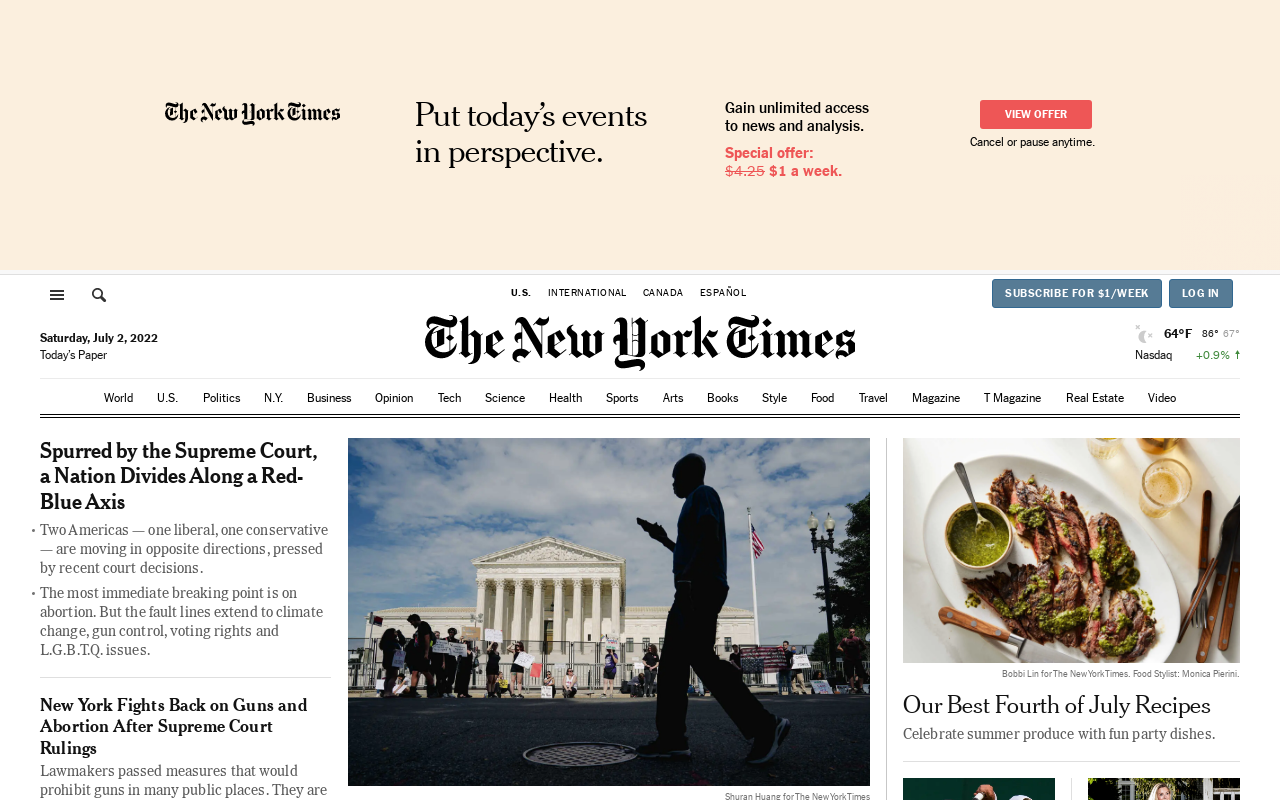 The New York Times
Put today's events
in perspective.
Gain unlimited access
to news and analysis.
Special offer:
$4.25 $1 a week.
VIEW OFFER
Cancel or pause anytime.
U.S. INTERNATIONAL CANADA ESPAÑOL
SUBSCRIBE FOR $1/WEEK
LOG IN
Saturday, July 2, 2022
Today's Paper
The New York Times
64°F 86° 67°
Nasdaq +0.9% ↑
World U.S. Politics N.Y. Business Opinion Tech Science Health Sports Arts Books Style Food Travel Magazine T Magazine Real Estate Video
Spurred by the Supreme Court,
a Nation Divides Along a Red-
Blue Axis
• Two Americas — one liberal, one conservative
— are moving in opposite directions, pressed
by recent court decisions.
• The most immediate breaking point is on
abortion. But the fault lines extend to climate
change, gun control, voting rights and
L.G.B.T.Q. issues.
New York Fights Back on Guns and
Abortion After Supreme Court
Rulings
Lawmakers passed measures that would
prohibit guns in many public places. They are
Shuran Huang for The New York Times
Bobbi Lin for The New York Times. Food Stylist: Monica Pierini.
Our Best Fourth of July Recipes
Celebrate summer produce with fun party dishes.